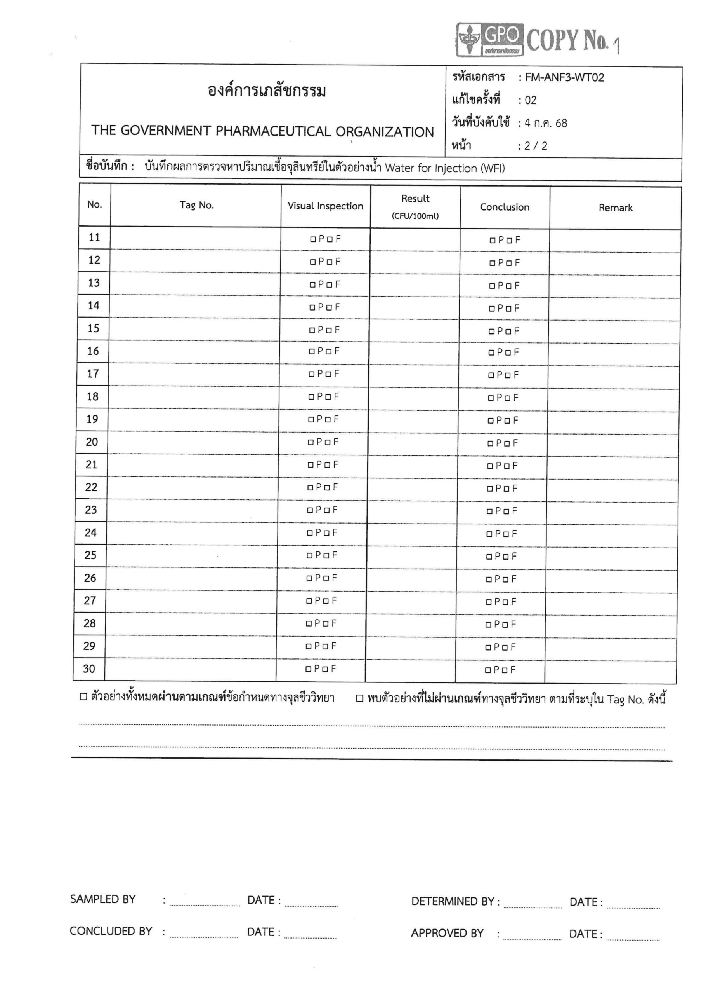 GPO
องค์การเภสัชกรรม
COPY No. 1
องค์การเภสัชกรรม
THE GOVERNMENT PHARMACEUTICAL ORGANIZATION
รหัสเอกสาร : FM-ANF3-WT02
แก้ไขครั้งที่ : 02
วันที่บังคับใช้ : 4 ก.ค. 68
หน้า : 2 / 2
ชื่อบันทึก : บันทึกผลการตรวจหาปริมาณเชื้อจุลินทรีย์ในตัวอย่างน้ำ Water for Injection (WFI)
No. Tag No. Visual Inspection Result (CFU/100ml) Conclusion Remark
11 □ P □ F □ P □ F
12 □ P □ F □ P □ F
13 □ P □ F □ P □ F
14 □ P □ F □ P □ F
15 □ P □ F □ P □ F
16 □ P □ F □ P □ F
17 □ P □ F □ P □ F
18 □ P □ F □ P □ F
19 □ P □ F □ P □ F
20 □ P □ F □ P □ F
21 □ P □ F □ P □ F
22 □ P □ F □ P □ F
23 □ P □ F □ P □ F
24 □ P □ F □ P □ F
25 □ P □ F □ P □ F
26 □ P □ F □ P □ F
27 □ P □ F □ P □ F
28 □ P □ F □ P □ F
29 □ P □ F □ P □ F
30 □ P □ F □ P □ F
□ ตัวอย่างทั้งหมดผ่านตามเกณฑ์ข้อกำหนดทางจุลชีววิทยา □ พบตัวอย่างที่ไม่ผ่านเกณฑ์ทางจุลชีววิทยา ตามที่ระบุใน Tag No. ดังนี้
SAMPLED BY : DATE : DETERMINED BY : DATE :
CONCLUDED BY : DATE : APPROVED BY : DATE :